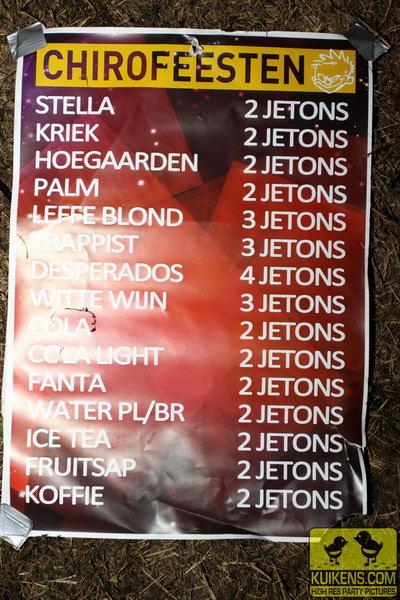 CHIROFEESTEN
STELLA 2 JETONS
KRIEK 2 JETONS
HOEGAARDEN 2 JETONS
PALM 2 JETONS
LEFFE BLOND 3 JETONS
TRAPPIST 3 JETONS
DESPERADOS 4 JETONS
WITTE WIJN 3 JETONS
COLA 2 JETONS
COLA LIGHT 2 JETONS
FANTA 2 JETONS
WATER PL/BR 2 JETONS
ICE TEA 2 JETONS
FRUITSAP 2 JETONS
KOFFIE 2 JETONS
KUIKENS.COM
HIGH RES PARTY PICTURES